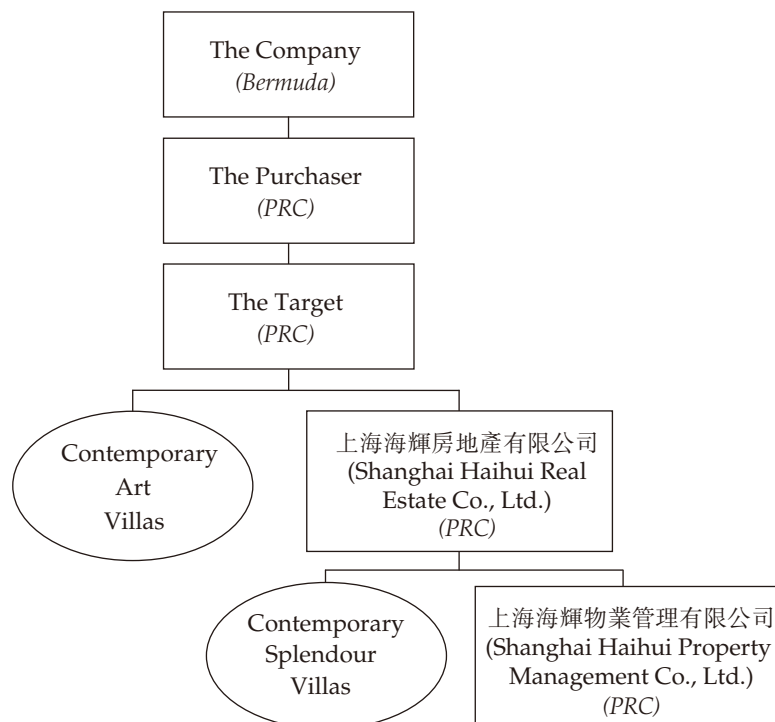 The Company
(Bermuda)
The Purchaser
(PRC)
The Target
(PRC)
Contemporary
Art
Villas
上海海輝房地產有限公司
(Shanghai Haihui Real
Estate Co., Ltd.)
(PRC)
Contemporary
Splendour
Villas
上海海輝物業管理有限公司
(Shanghai Haihui Property
Management Co., Ltd.)
(PRC)